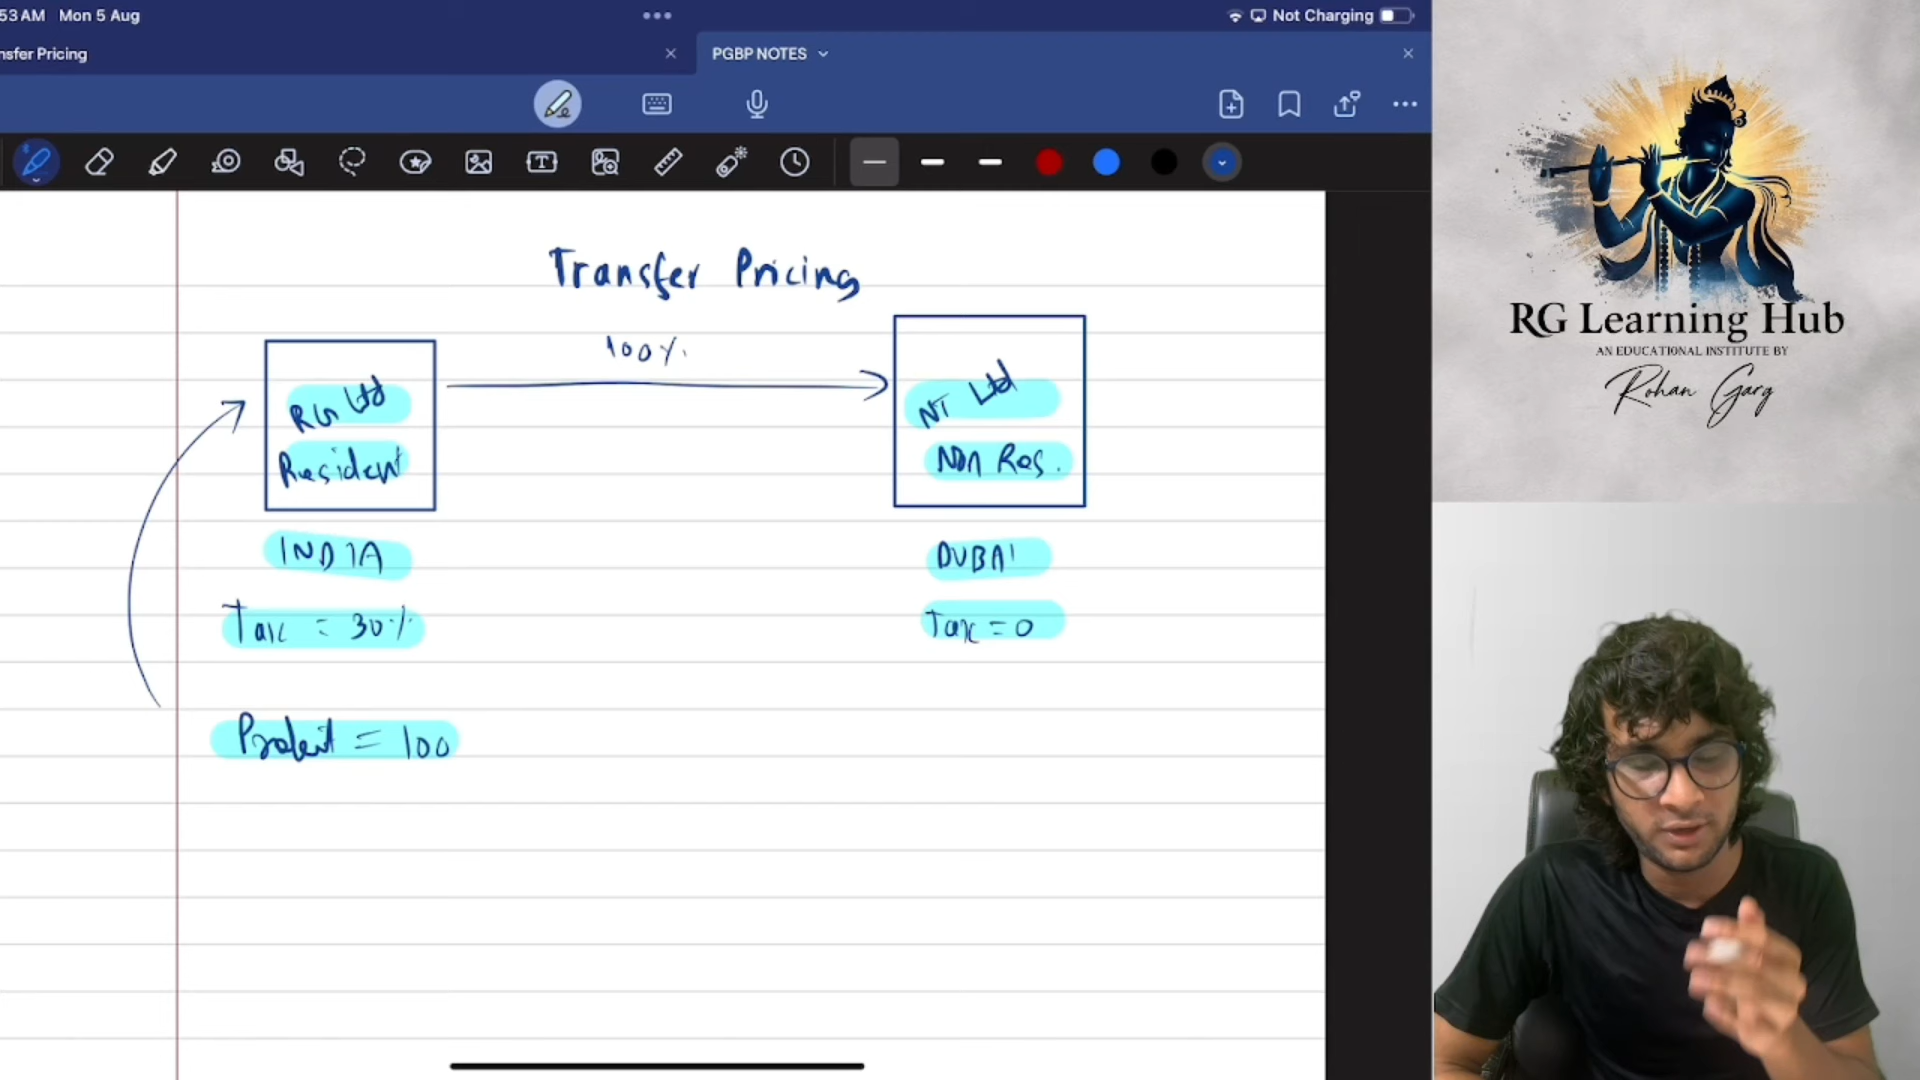 53 AM Mon 5 Aug
Not Charging
nsfer Pricing
PGBP NOTES
Transfer Pricing
100%
RG Ltd
Resident
NT Ltd
Non Res.
INDIA
DUBAI
Tax = 30%
Tax = 0
Profit = 100
RG Learning Hub
AN EDUCATIONAL INSTITUTE BY
Rohan Garg